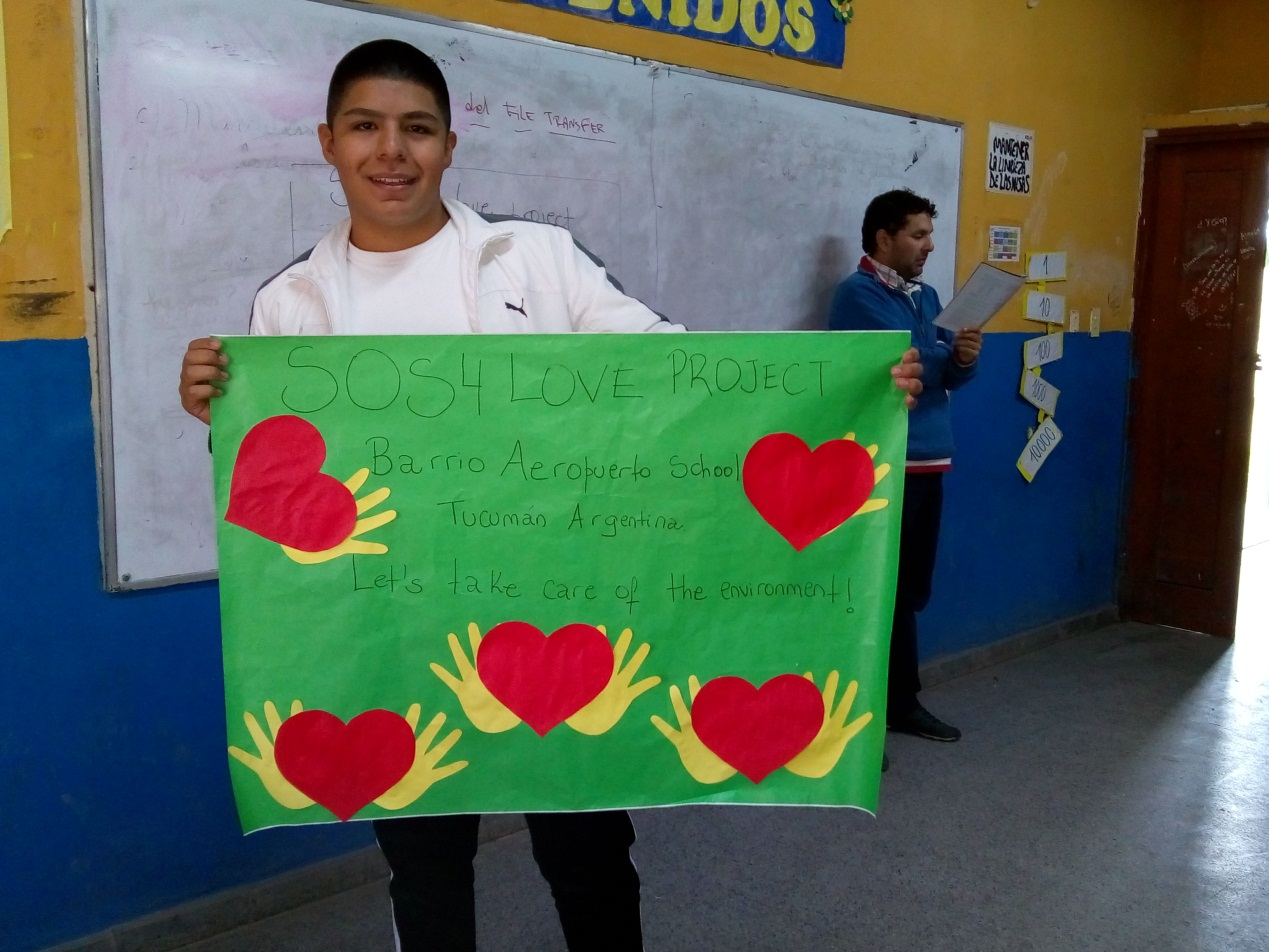 ENIDOS
del FILE TRANSFER
MANTENER
LA LIMPIEZA
DE LAS MESAS
1
10
100
1000
10000
SOS4 LOVE PROJECT
Barrio Aeropuerto School
Tucumán Argentina
Let's take care of the environment!